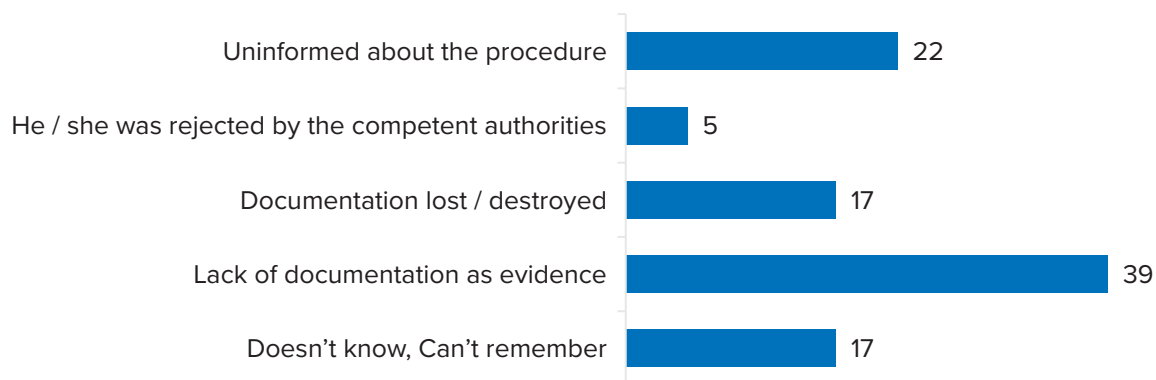 Uninformed about the procedure 22
He / she was rejected by the competent authorities 5
Documentation lost / destroyed 17
Lack of documentation as evidence 39
Doesn’t know, Can’t remember 17